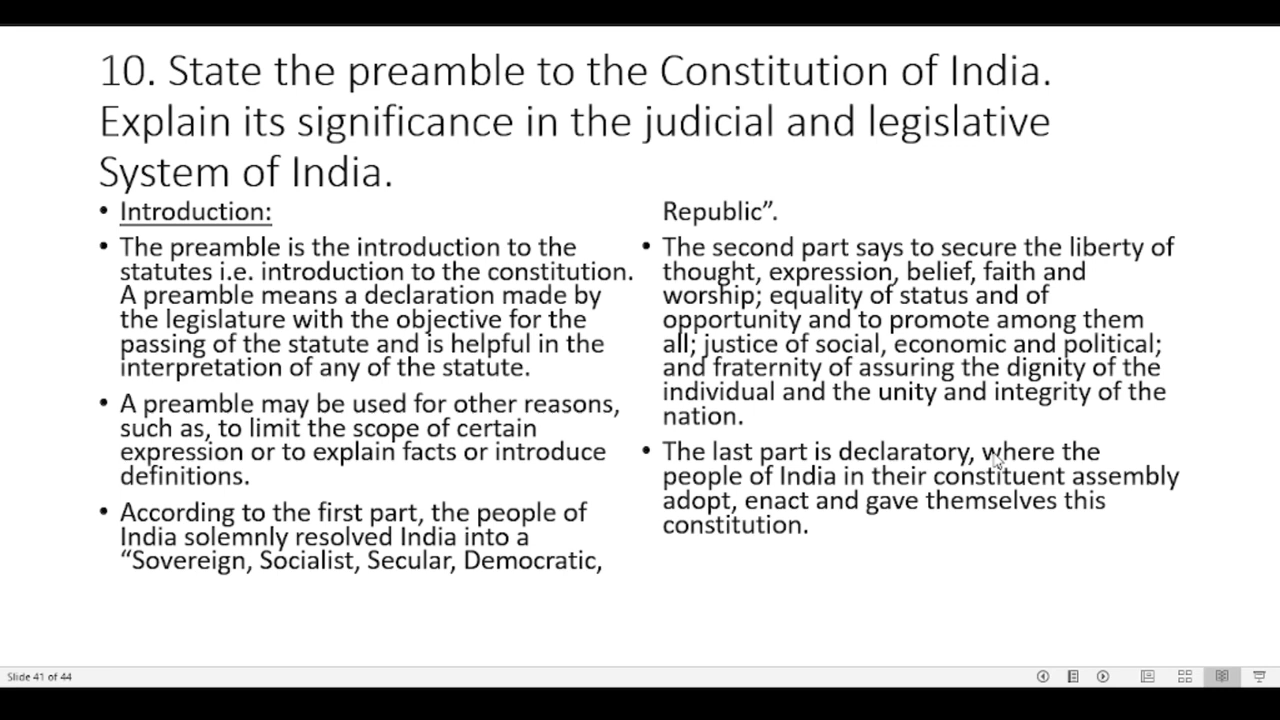 10. State the preamble to the Constitution of India.
Explain its significance in the judicial and legislative
System of India.
• Introduction:
• The preamble is the introduction to the
statutes i.e. introduction to the constitution.
A preamble means a declaration made by
the legislature with the objective for the
passing of the statute and is helpful in the
interpretation of any of the statute.
• A preamble may be used for other reasons,
such as, to limit the scope of certain
expression or to explain facts or introduce
definitions.
• According to the first part, the people of
India solemnly resolved India into a
“Sovereign, Socialist, Secular, Democratic,
Republic”.
• The second part says to secure the liberty of
thought, expression, belief, faith and
worship; equality of status and of
opportunity and to promote among them
all; justice of social, economic and political;
and fraternity of assuring the dignity of the
individual and the unity and integrity of the
nation.
• The last part is declaratory, where the
people of India in their constituent assembly
adopt, enact and gave themselves this
constitution.
Slide 41 of 44